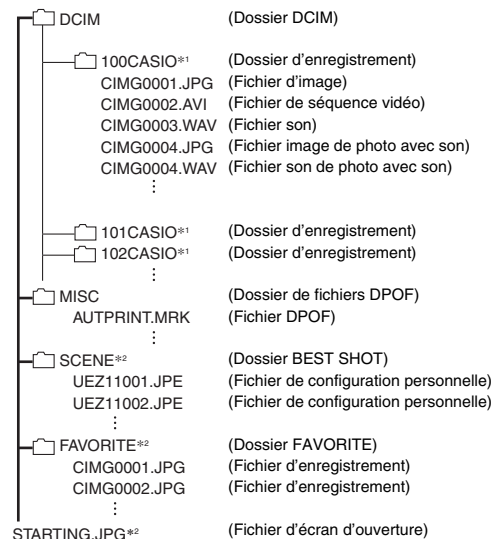 DCIM (Dossier DCIM)
100CASIO*1 (Dossier d'enregistrement)
CIMG0001.JPG (Fichier d'image)
CIMG0002.AVI (Fichier de séquence vidéo)
CIMG0003.WAV (Fichier son)
CIMG0004.JPG (Fichier image de photo avec son)
CIMG0004.WAV (Fichier son de photo avec son)
101CASIO*1 (Dossier d'enregistrement)
102CASIO*1 (Dossier d'enregistrement)
MISC (Dossier de fichiers DPOF)
AUTPRINT.MRK (Fichier DPOF)
SCENE*2 (Dossier BEST SHOT)
UEZ11001.JPE (Fichier de configuration personnelle)
UEZ11002.JPE (Fichier de configuration personnelle)
FAVORITE*2 (Dossier FAVORITE)
CIMG0001.JPG (Fichier d'enregistrement)
CIMG0002.JPG (Fichier d'enregistrement)
STARTING.JPG*2 (Fichier d'écran d'ouverture)